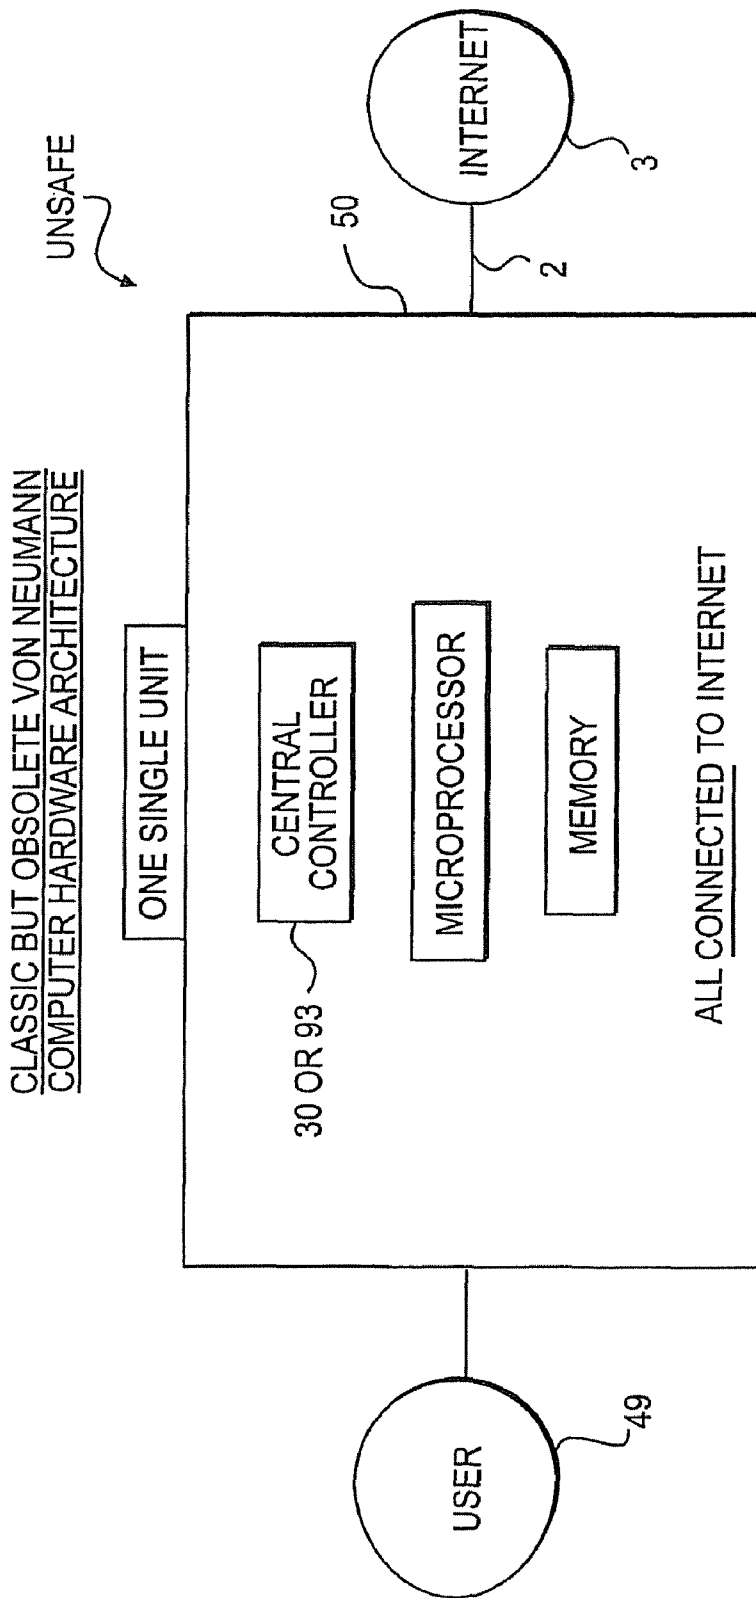 CLASSIC BUT OBSOLETE VON NEUMANN
COMPUTER HARDWARE ARCHITECTURE
UNSAFE
ONE SINGLE UNIT
50
CENTRAL
CONTROLLER
30 OR 93
USER
49
MICROPROCESSOR
INTERNET
2
3
MEMORY
ALL CONNECTED TO INTERNET